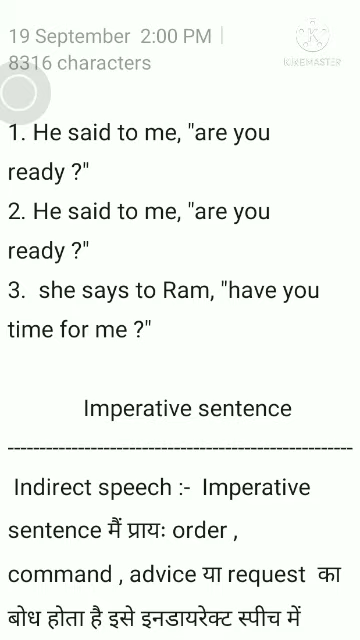 19 September 2:00 PM |
8316 characters
KINEMASTER
1. He said to me, "are you
ready ?"
2. He said to me, "are you
ready ?"
3. she says to Ram, "have you
time for me ?"
Imperative sentence
------------------------------------------------------
Indirect speech :- Imperative
sentence मैं प्रायः order ,
command , advice या request का
बोध होता है इसे इनडायरेक्ट स्पीच में